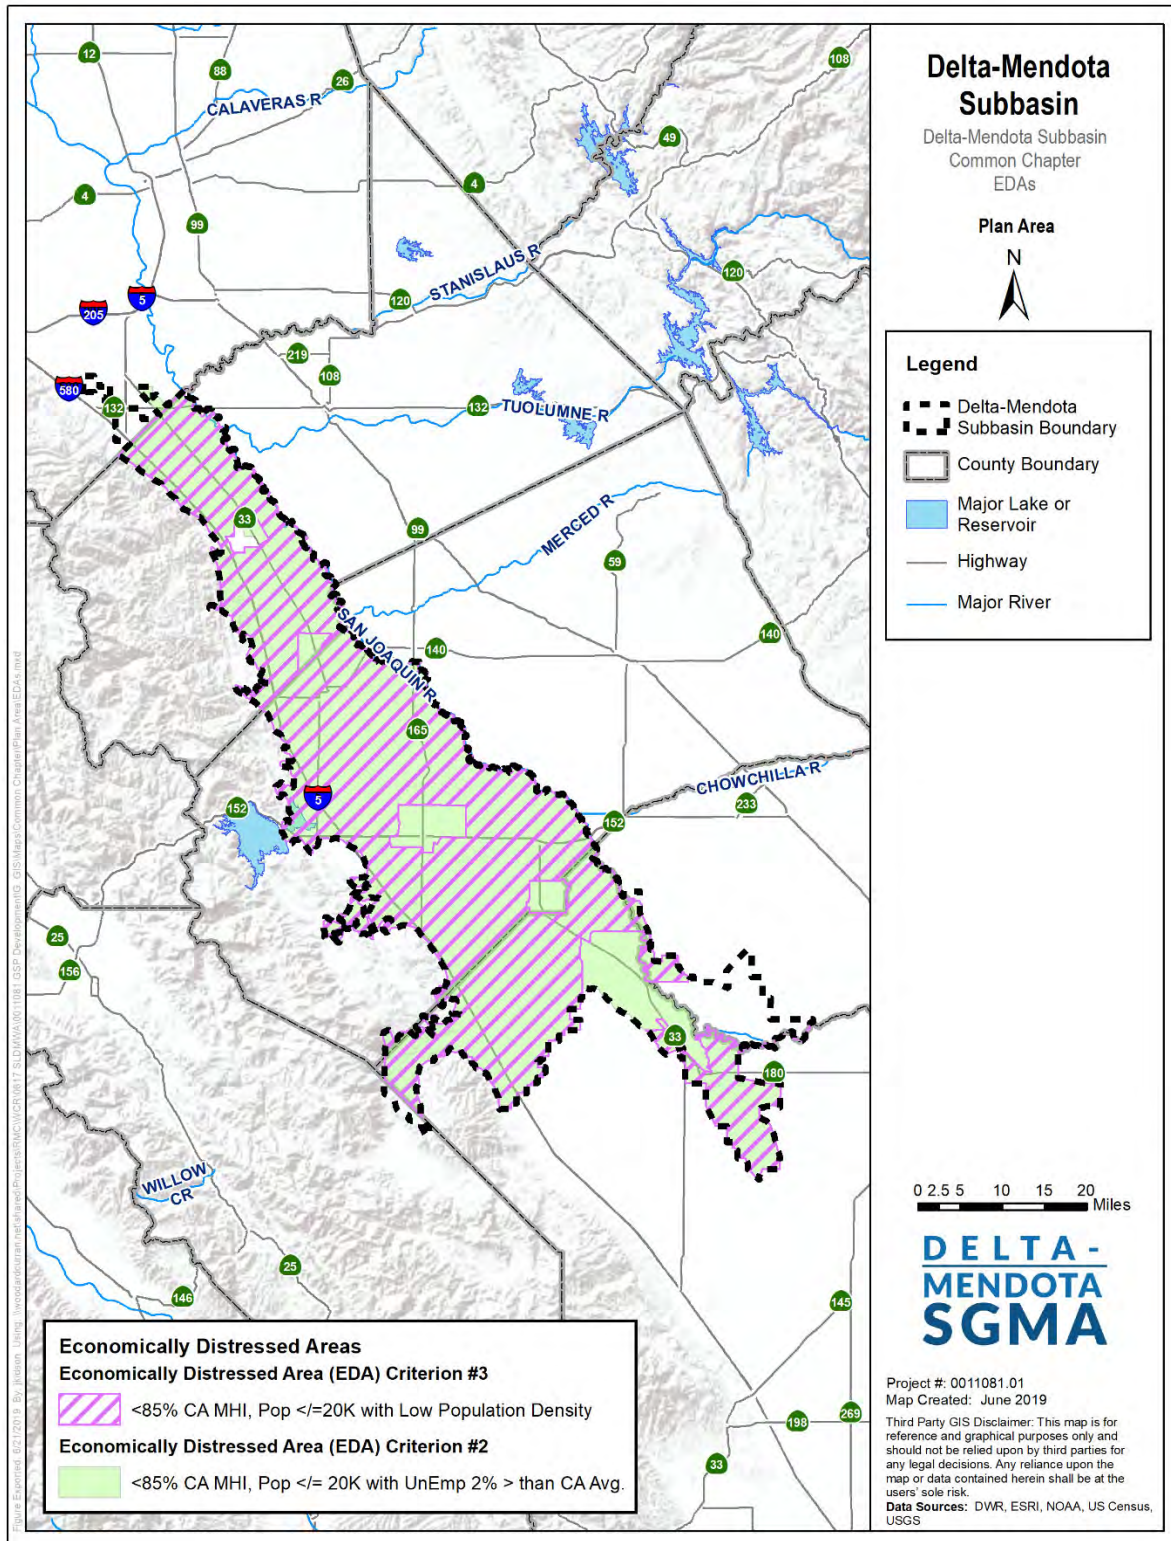 Delta-Mendota
Subbasin
Delta-Mendota Subbasin
Common Chapter
EDAs
Plan Area
N
Legend
Delta-Mendota
Subbasin Boundary
County Boundary
Major Lake or
Reservoir
Highway
Major River
0 2.5 5 10 15 20
Miles
DELTA-
MENDOTA
SGMA
Project #: 0011081.01
Map Created: June 2019
Third Party GIS Disclaimer: This map is for
reference and graphical purposes only and
should not be relied upon by third parties for
any legal decisions. Any reliance upon the
map or data contained herein shall be at the
users' sole risk.
Data Sources: DWR, ESRI, NOAA, US Census,
USGS
12
88
26
108
CALAVERAS R
49
4
4
99
STANISLAUS R
120
5
205
120
219
108
580
132
132
TUOLUMNE R
33
99
MERCED R
59
SAN JOAQUIN R
140
140
165
CHOWCHILLA R
233
5
152
152
25
156
33
180
WILLOW
CR
25
146
145
198
269
33
Economically Distressed Areas
Economically Distressed Area (EDA) Criterion #3
<85% CA MHI, Pop </=20K with Low Population Density
Economically Distressed Area (EDA) Criterion #2
<85% CA MHI, Pop </= 20K with UnEmp 2% > than CA Avg.